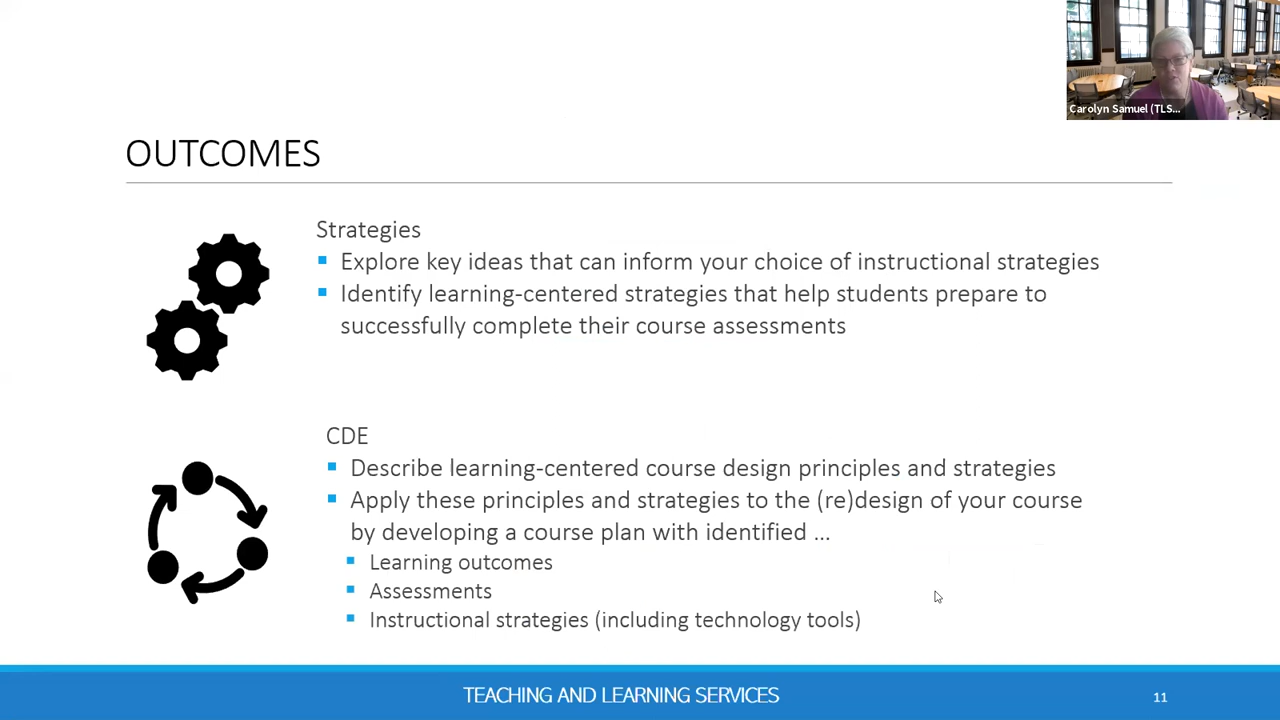 Carolyn Samuel (TLS...
OUTCOMES
Strategies
Explore key ideas that can inform your choice of instructional strategies
Identify learning-centered strategies that help students prepare to
successfully complete their course assessments
CDE
Describe learning-centered course design principles and strategies
Apply these principles and strategies to the (re)design of your course
by developing a course plan with identified …
Learning outcomes
Assessments
Instructional strategies (including technology tools)
TEACHING AND LEARNING SERVICES
11